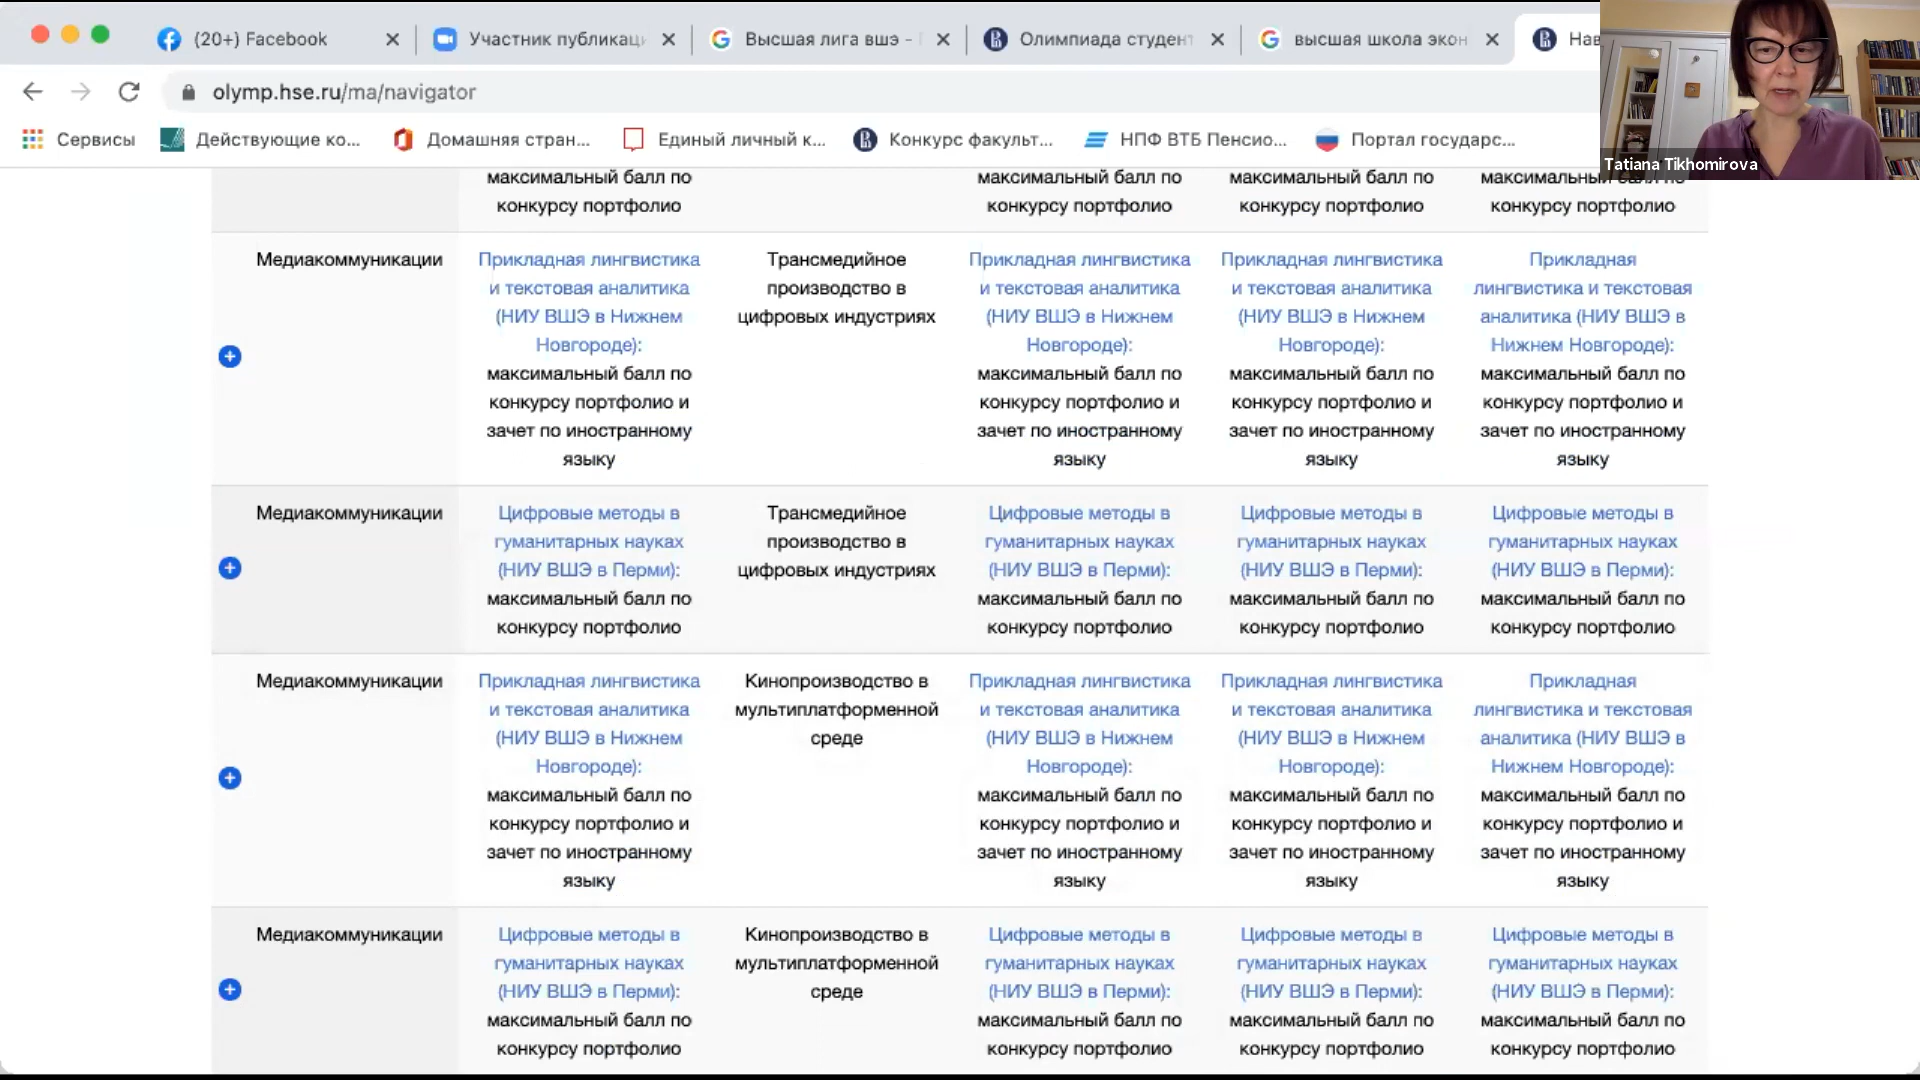 (20+) Facebook
Участник публикаци
Высшая лига вшэ -
Олимпиада студент
высшая школа экон
Нав
olymp.hse.ru/ma/navigator
Сервисы
Действующие ко...
Домашная стран...
Единый личный к...
Конкурс факульт...
НПФ ВТБ Пенсио...
Портал государс...
Tatiana Tikhomirova
максимальный балл по
конкурсу портфолио
максимальный балл по
конкурсу портфолио
максимальный балл по
конкурсу портфолио
максимальный балл по
конкурсу портфолио
Медиакоммуникации
Прикладная лингвистика
и текстовая аналитика
(НИУ ВШЭ в Нижнем
Новгороде):
максимальный балл по
конкурсу портфолио и
зачет по иностранному
языку
Трансмедийное
производство в
цифровых индустриях
Прикладная лингвистика
и текстовая аналитика
(НИУ ВШЭ в Нижнем
Новгороде):
максимальный балл по
конкурсу портфолио и
зачет по иностранному
языку
Прикладная лингвистика
и текстовая аналитика
(НИУ ВШЭ в Нижнем
Новгороде):
максимальный балл по
конкурсу портфолио и
зачет по иностранному
языку
Прикладная
лингвистика и текстовая
аналитика (НИУ ВШЭ в
Нижнем Новгороде):
максимальный балл по
конкурсу портфолио и
зачет по иностранному
языку
Медиакоммуникации
Цифровые методы в
гуманитарных науках
(НИУ ВШЭ в Перми):
максимальный балл по
конкурсу портфолио
Трансмедийное
производство в
цифровых индустриях
Цифровые методы в
гуманитарных науках
(НИУ ВШЭ в Перми):
максимальный балл по
конкурсу портфолио
Цифровые методы в
гуманитарных науках
(НИУ ВШЭ в Перми):
максимальный балл по
конкурсу портфолио
Цифровые методы в
гуманитарных науках
(НИУ ВШЭ в Перми):
максимальный балл по
конкурсу портфолио
Медиакоммуникации
Прикладная лингвистика
и текстовая аналитика
(НИУ ВШЭ в Нижнем
Новгороде):
максимальный балл по
конкурсу портфолио и
зачет по иностранному
языку
Кинопроизводство в
мультиплатформенной
среде
Прикладная лингвистика
и текстовая аналитика
(НИУ ВШЭ в Нижнем
Новгороде):
максимальный балл по
конкурсу портфолио и
зачет по иностранному
языку
Прикладная лингвистика
и текстовая аналитика
(НИУ ВШЭ в Нижнем
Новгороде):
максимальный балл по
конкурсу портфолио и
зачет по иностранному
языку
Прикладная
лингвистика и текстовая
аналитика (НИУ ВШЭ в
Нижнем Новгороде):
максимальный балл по
конкурсу портфолио и
зачет по иностранному
языку
Медиакоммуникации
Цифровые методы в
гуманитарных науках
(НИУ ВШЭ в Перми):
максимальный балл по
конкурсу портфолио
Кинопроизводство в
мультиплатформенной
среде
Цифровые методы в
гуманитарных науках
(НИУ ВШЭ в Перми):
максимальный балл по
конкурсу портфолио
Цифровые методы в
гуманитарных науках
(НИУ ВШЭ в Перми):
максимальный балл по
конкурсу портфолио
Цифровые методы в
гуманитарных науках
(НИУ ВШЭ в Перми):
максимальный балл по
конкурсу портфолио